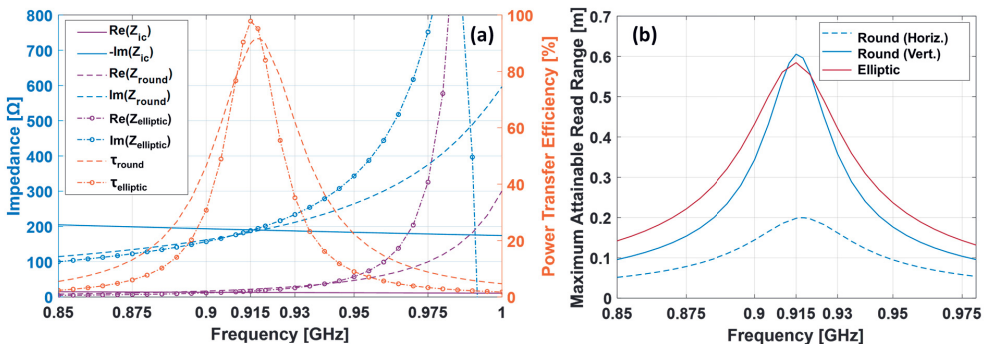 (a)
Impedance [Ω]
800
700
600
500
400
300
200
100
0
Re(Z_ic)
-Im(Z_ic)
Re(Z_round)
Im(Z_round)
Re(Z_elliptic)
Im(Z_elliptic)
τ_round
τ_elliptic
100
80
60
40
20
0
Power Transfer Efficiency [%]
0.85
0.875
0.9
0.915
0.93
0.95
0.975
1
Frequency [GHz]
(b)
Maximum Attainable Read Range [m]
0.7
0.6
0.5
0.4
0.3
0.2
0.1
0
Round (Horiz.)
Round (Vert.)
Elliptic
0.85
0.875
0.9
0.915
0.93
0.95
0.975
Frequency [GHz]